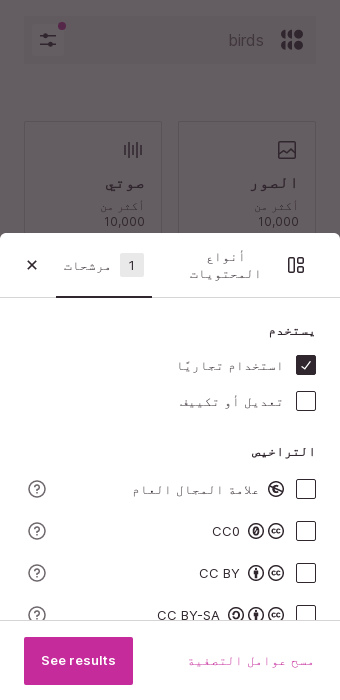 birds
الصور
أكثر من
10,000
صوتي
أكثر من
10,000
أنواع
المحتويات
1 مرشحات
يستخدم
استخدام تجاريًا
تعديل أو تكييف
التراخيص
علامة المجال العام
CC0
CC BY
CC BY-SA
مسح عوامل التصفية
See results